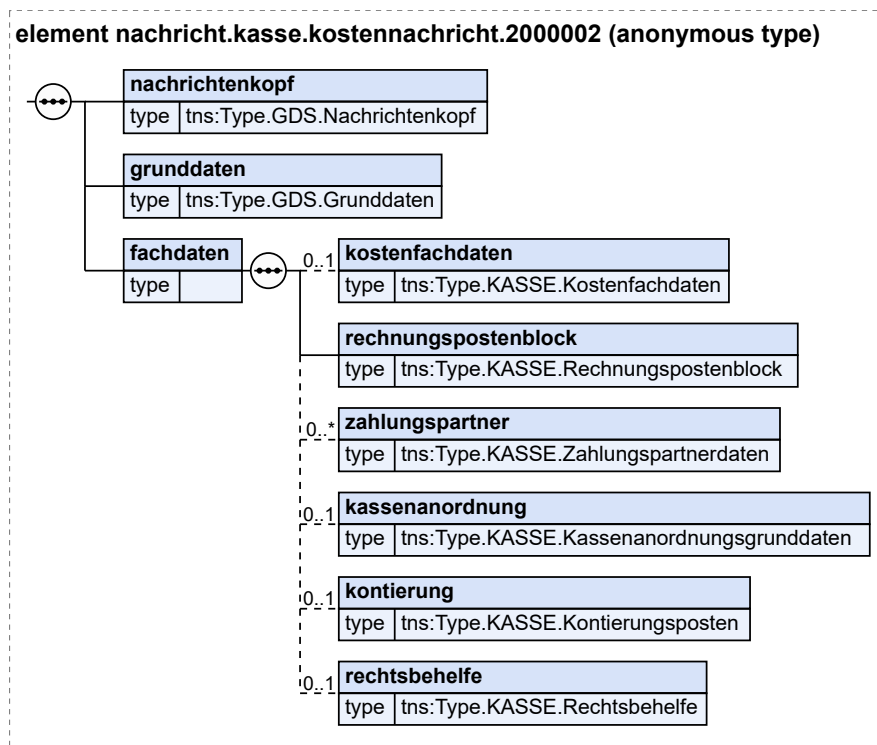 element nachricht.kasse.kostennachricht.2000002 (anonymous type)
nachrichtenkopf
type tns:Type.GDS.Nachrichtenkopf
grunddaten
type tns:Type.GDS.Grunddaten
fachdaten
type
0..1 kostenfachdaten
type tns:Type.KASSE.Kostenfachdaten
rechnungspostenblock
type tns:Type.KASSE.Rechnungspostenblock
0..* zahlungspartner
type tns:Type.KASSE.Zahlungspartnerdaten
0..1 kassenanordnung
type tns:Type.KASSE.Kassenanordnungsgrunddaten
0..1 kontierung
type tns:Type.KASSE.Kontierungsposten
0..1 rechtsbehelfe
type tns:Type.KASSE.Rechtsbehelfe